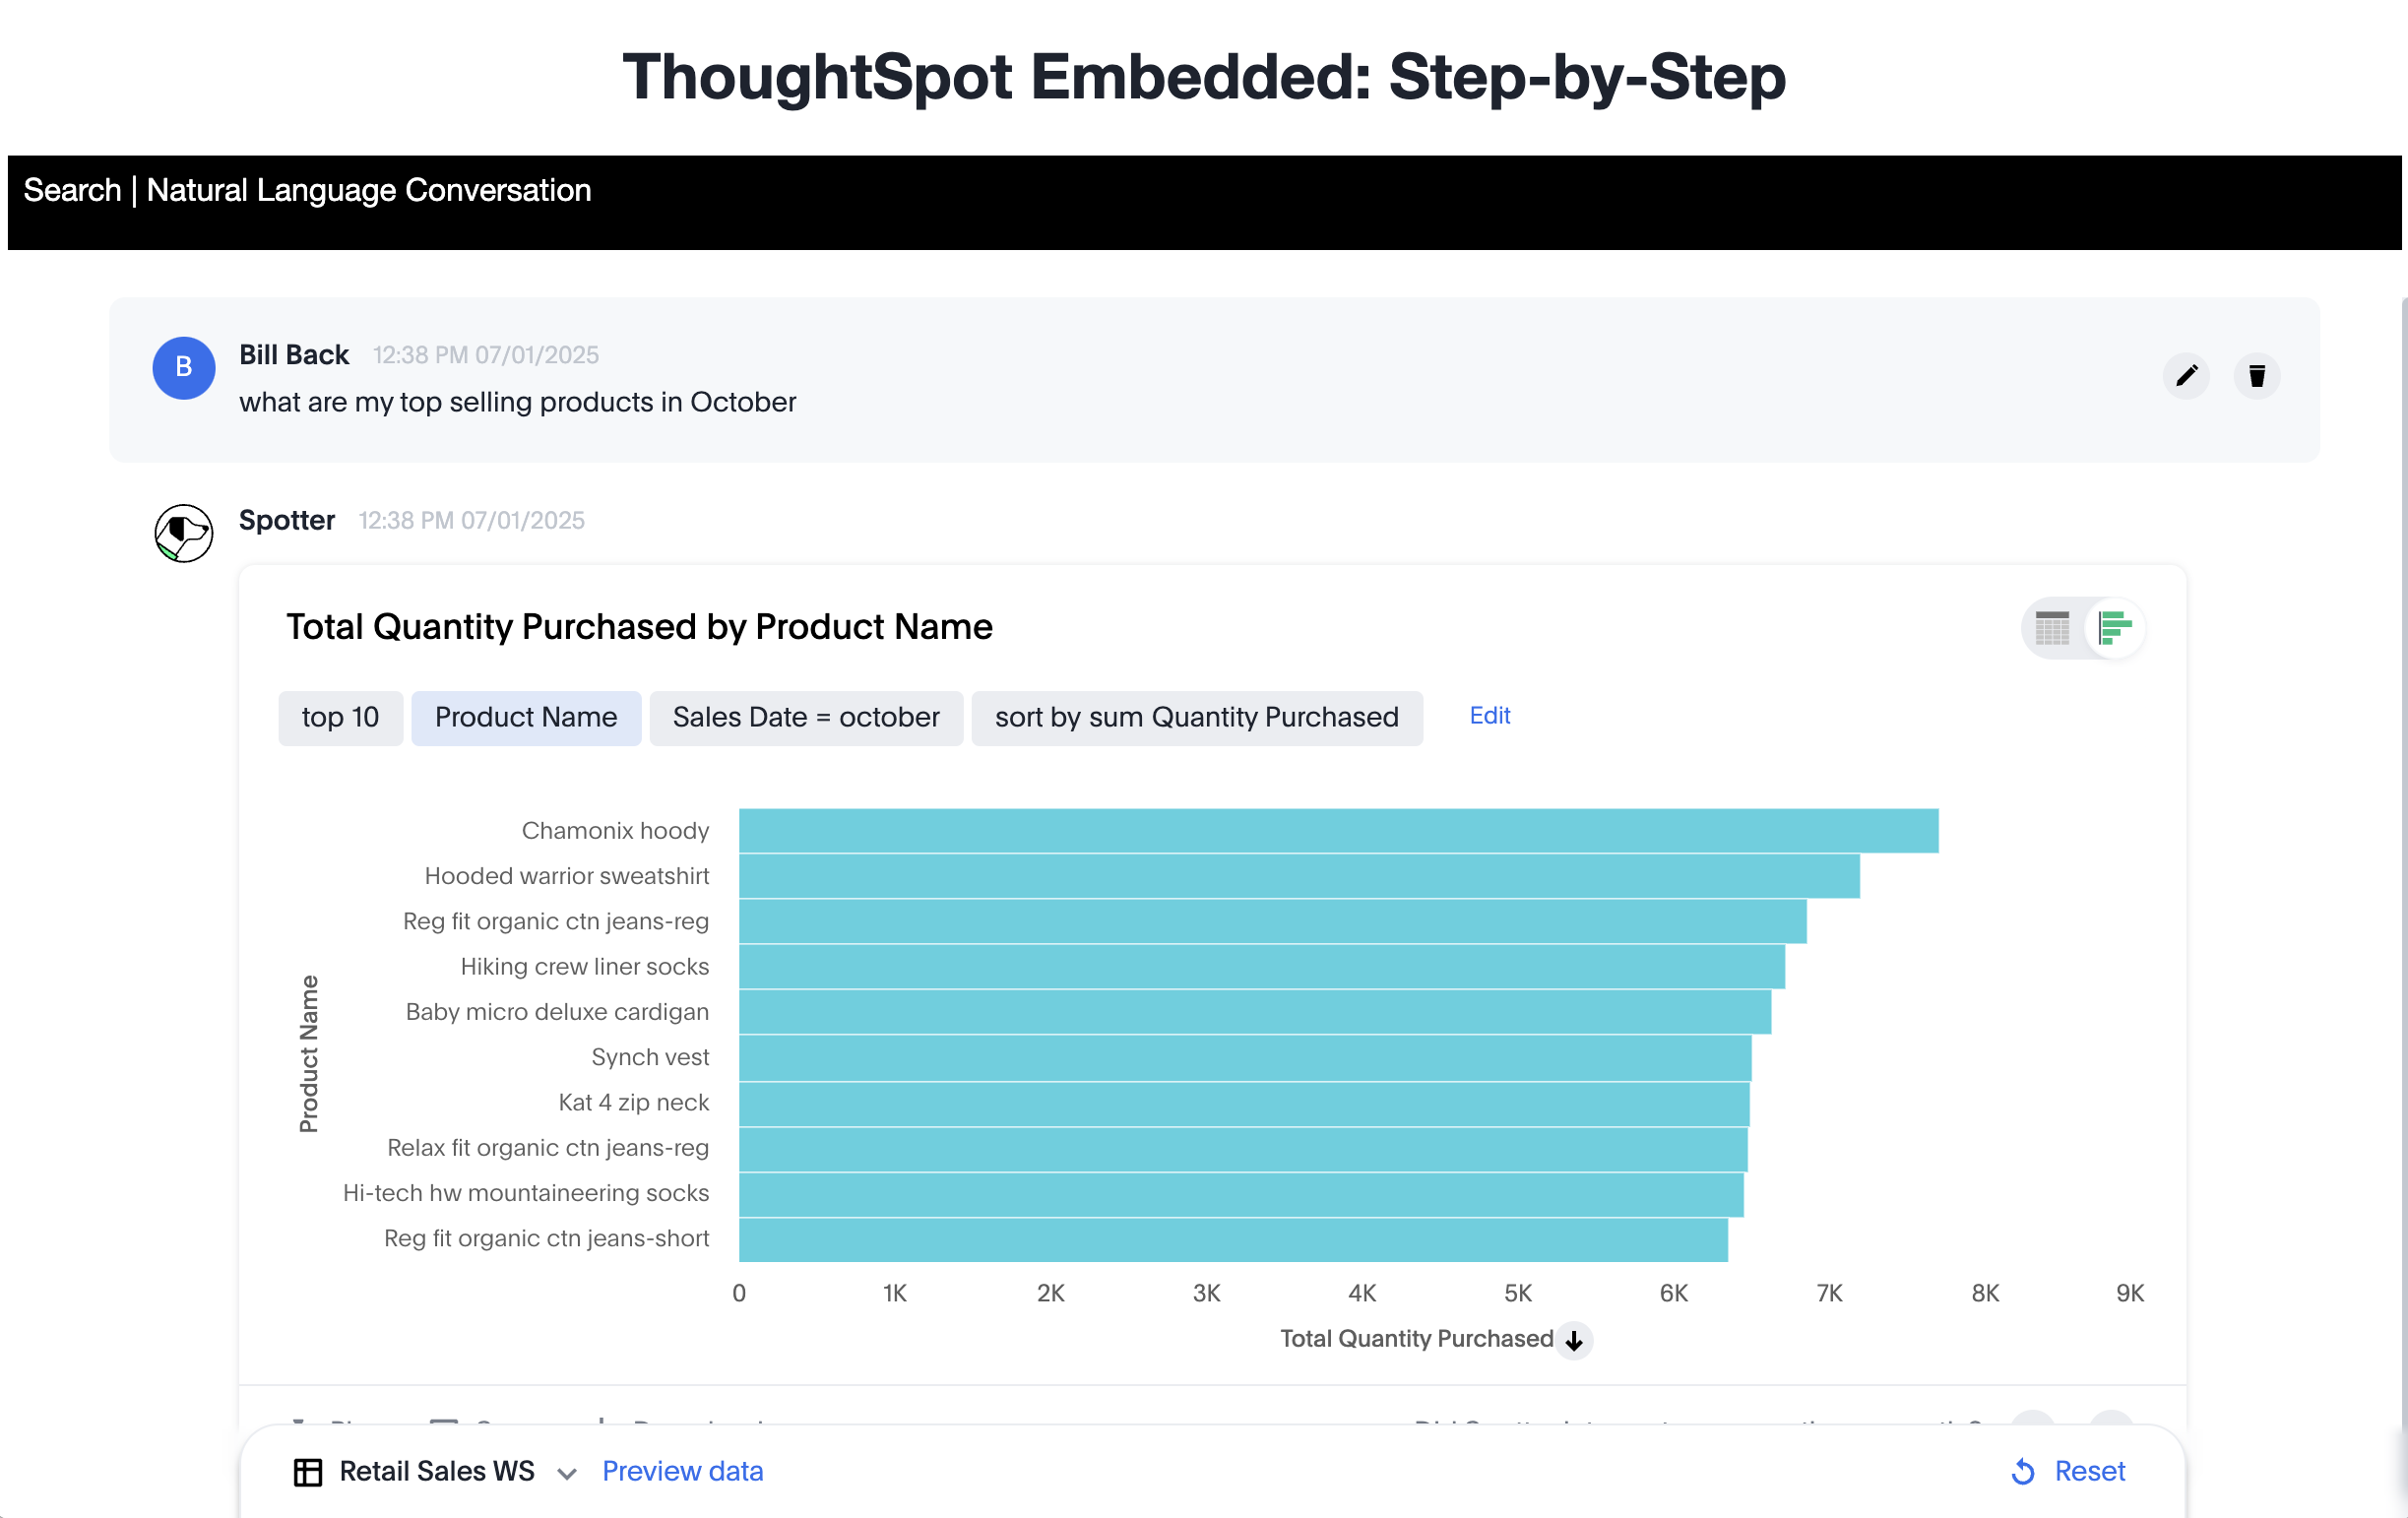 ThoughtSpot Embedded: Step-by-Step
Search | Natural Language Conversation
B
Bill Back 12:38 PM 07/01/2025
what are my top selling products in October
Spotter 12:38 PM 07/01/2025
Total Quantity Purchased by Product Name
top 10 Product Name Sales Date = october sort by sum Quantity Purchased Edit
Product Name
Chamonix hoody
Hooded warrior sweatshirt
Reg fit organic ctn jeans-reg
Hiking crew liner socks
Baby micro deluxe cardigan
Synch vest
Kat 4 zip neck
Relax fit organic ctn jeans-reg
Hi-tech hw mountaineering socks
Reg fit organic ctn jeans-short
0 1K 2K 3K 4K 5K 6K 7K 8K 9K
Total Quantity Purchased
Retail Sales WS Preview data Reset